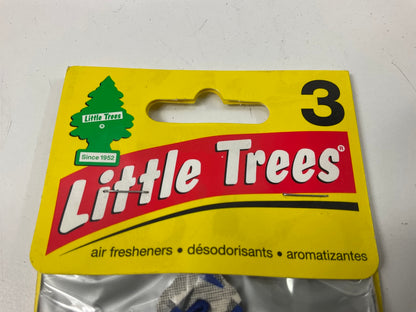 3
Little Trees
Since 1952
Little Trees®
air fresheners • désodorisants • aromatizantes